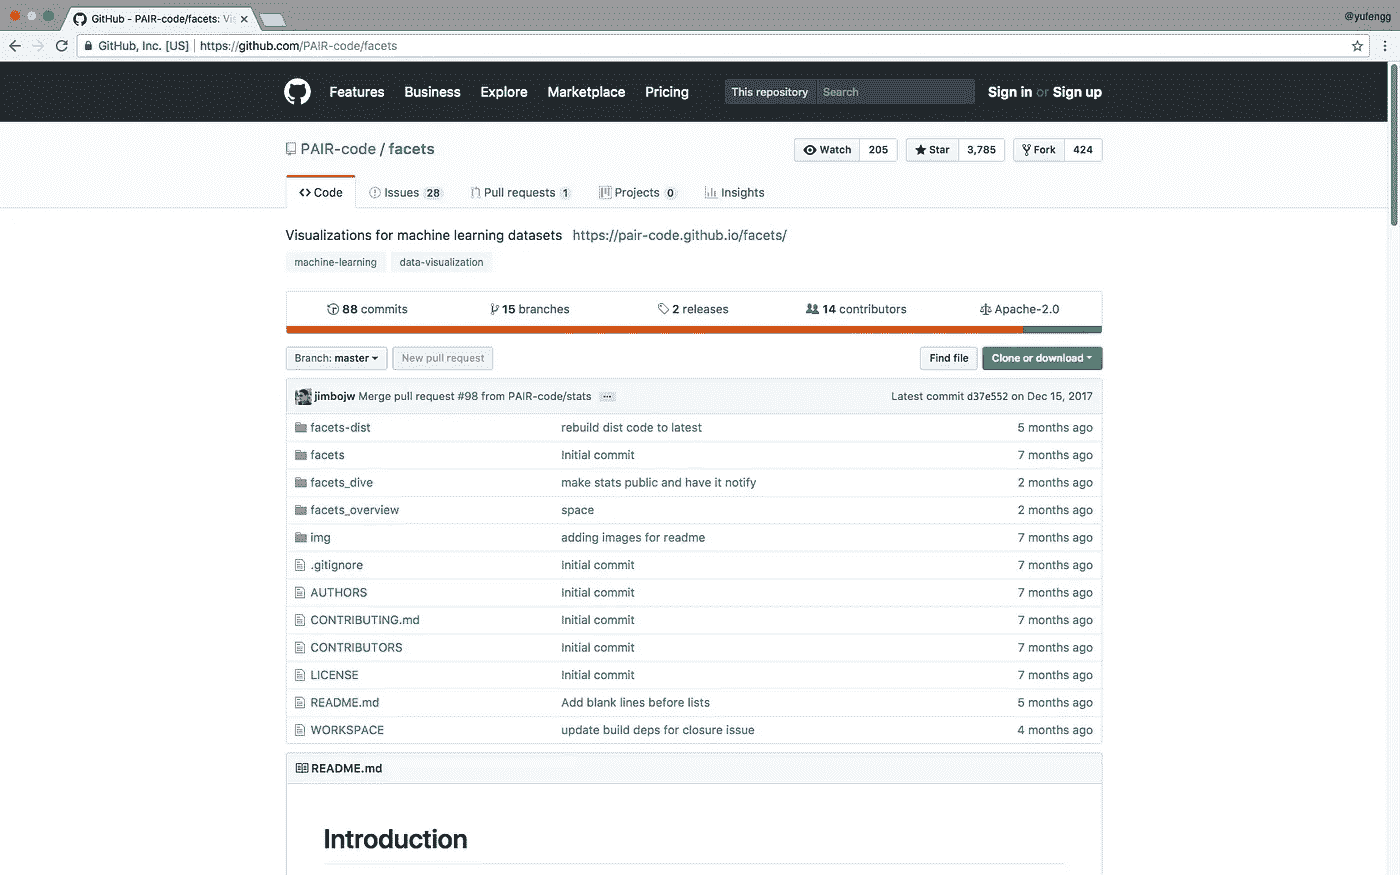 GitHub - PAIR-code/facets: Vis
@yufengg
GitHub, Inc. [US] https://github.com/PAIR-code/facets
Features Business Explore Marketplace Pricing This repository Search Sign in or Sign up
PAIR-code / facets Watch 205 Star 3,785 Fork 424
Code Issues 28 Pull requests 1 Projects 0 Insights
Visualizations for machine learning datasets https://pair-code.github.io/facets/
machine-learning data-visualization
88 commits 15 branches 2 releases 14 contributors Apache-2.0
Branch: master New pull request Find file Clone or download
jimbojw Merge pull request #98 from PAIR-code/stats ... Latest commit d37e552 on Dec 15, 2017
facets-dist rebuild dist code to latest 5 months ago
facets Initial commit 7 months ago
facets_dive make stats public and have it notify 2 months ago
facets_overview space 2 months ago
img adding images for readme 7 months ago
.gitignore Initial commit 7 months ago
AUTHORS Initial commit 7 months ago
CONTRIBUTING.md Initial commit 7 months ago
CONTRIBUTORS Initial commit 7 months ago
LICENSE Initial commit 7 months ago
README.md Add blank lines before lists 5 months ago
WORKSPACE update build deps for closure issue 4 months ago
README.md
Introduction